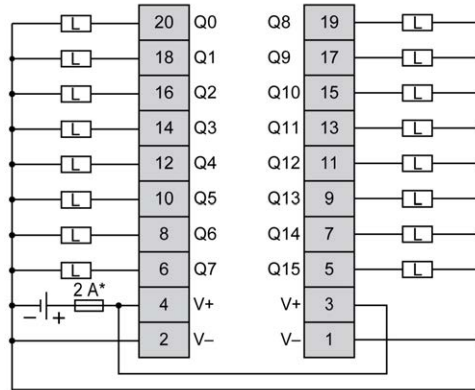 L 20 Q0 Q8 19 L
L 18 Q1 Q9 17 L
L 16 Q2 Q10 15 L
L 14 Q3 Q11 13 L
L 12 Q4 Q12 11 L
L 10 Q5 Q13 9 L
L 8 Q6 Q14 7 L
L 6 Q7 Q15 5 L
2 A*
– + 4 V+ V+ 3
2 V– V– 1